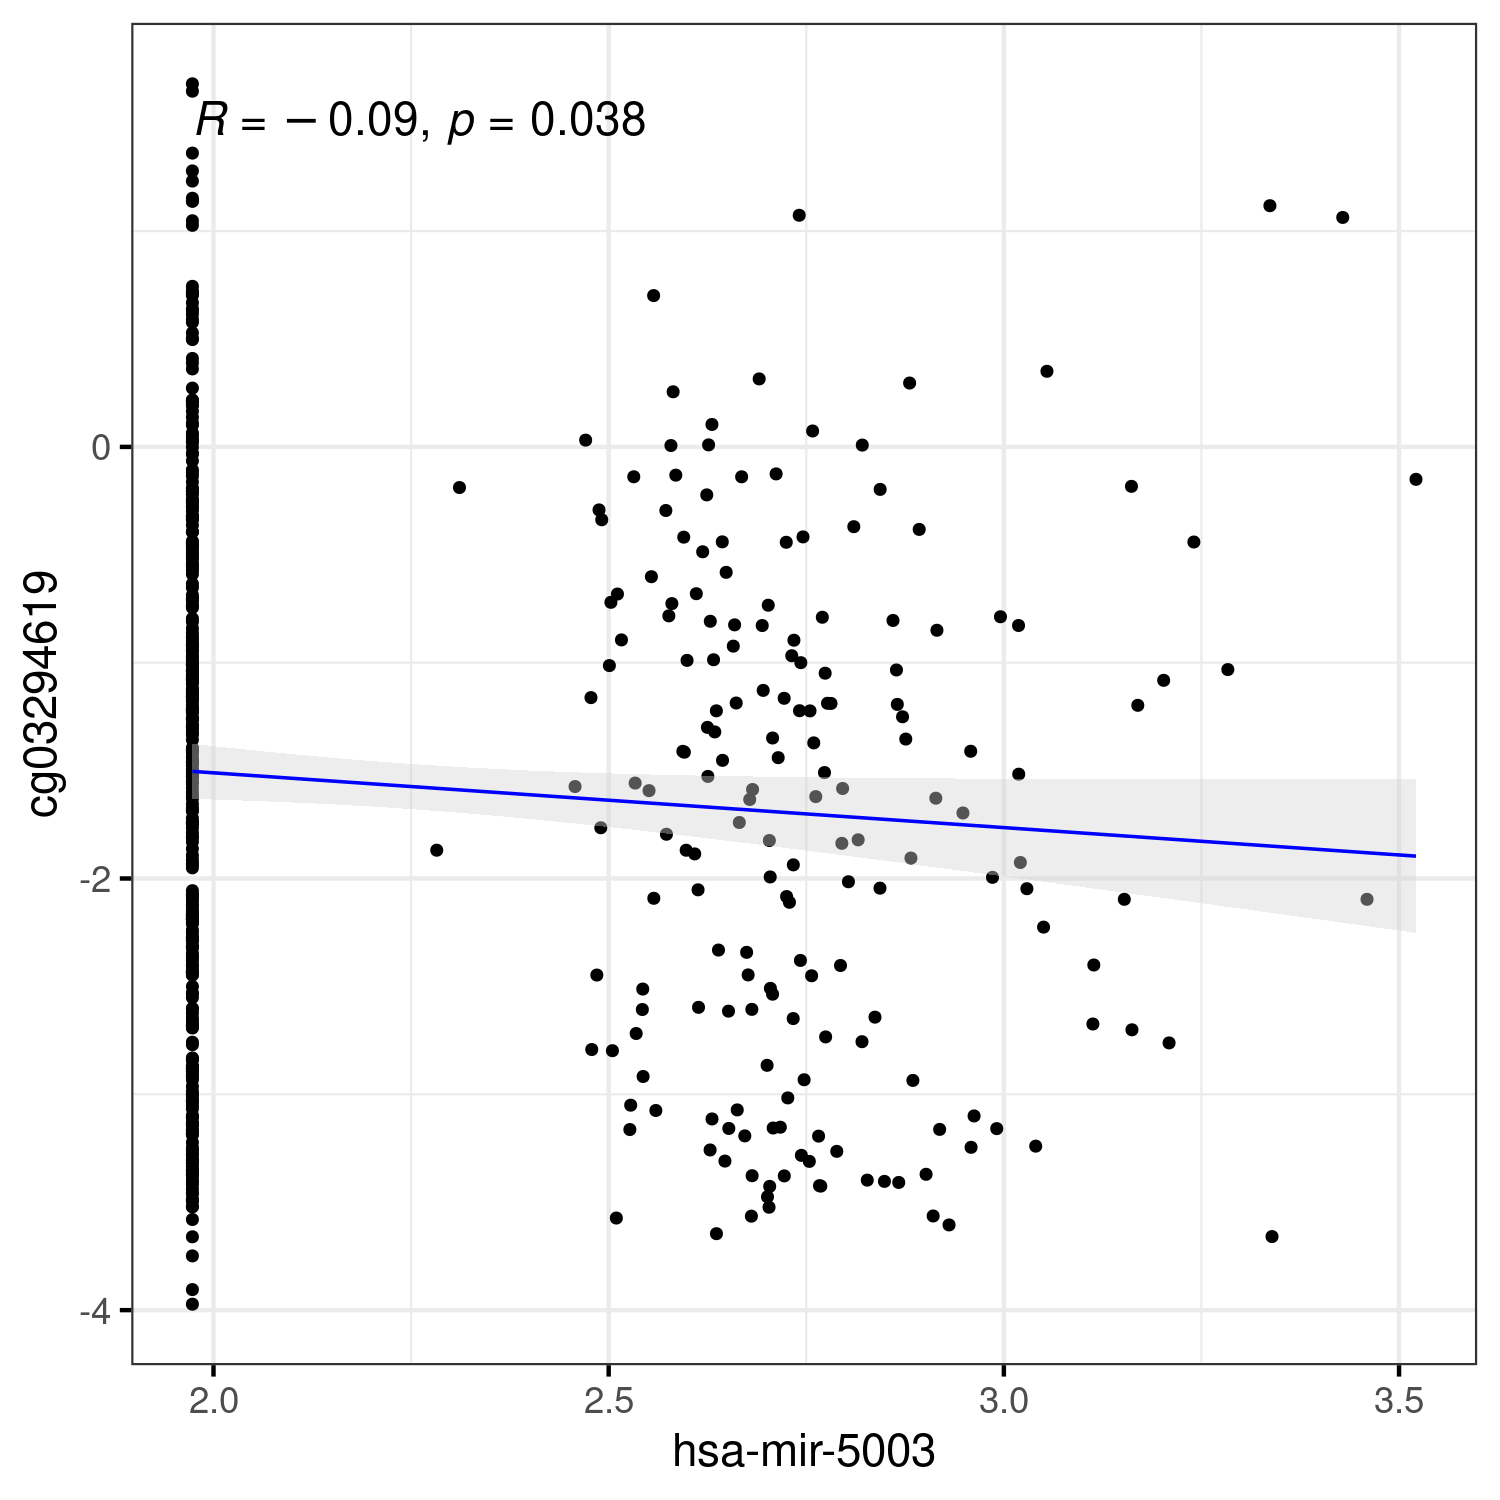 R = − 0.09, p = 0.038
cg03294619
0
-2
-4
2.0 2.5 3.0 3.5
hsa-mir-5003